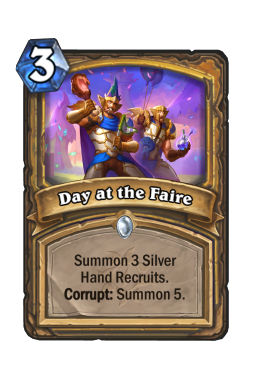 3
Day at the Faire
Summon 3 Silver
Hand Recruits.
Corrupt: Summon 5.